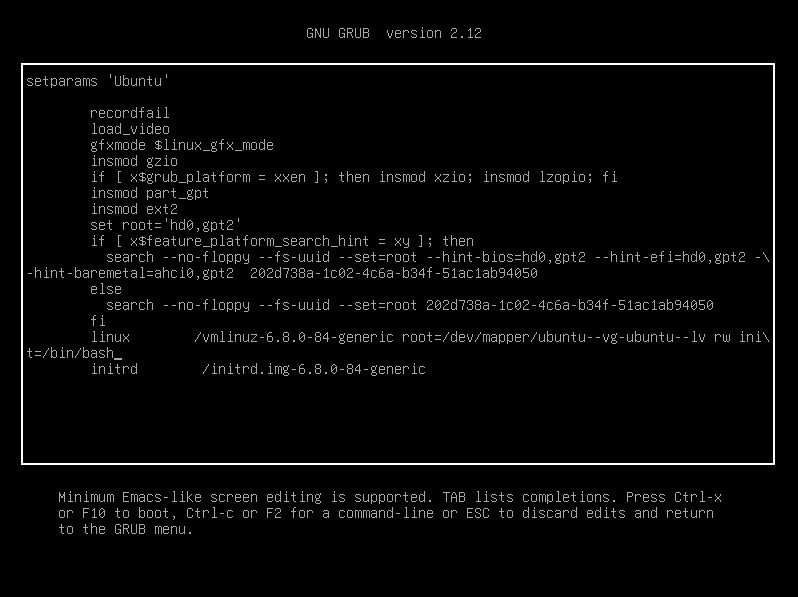 GNU GRUB  version 2.12
setparams 'Ubuntu'
        recordfail
        load_video
        gfxmode $linux_gfx_mode
        insmod gzio
        if [ x$grub_platform = xxen ]; then insmod xzio; insmod lzopio; fi
        insmod part_gpt
        insmod ext2
        set root='hd0,gpt2'
        if [ x$feature_platform_search_hint = xy ]; then
          search --no-floppy --fs-uuid --set=root --hint-bios=hd0,gpt2 --hint-efi=hd0,gpt2 -\
-hint-baremetal=ahci0,gpt2  202d738a-1c02-4c6a-b34f-51ac1ab94050
        else
          search --no-floppy --fs-uuid --set=root 202d738a-1c02-4c6a-b34f-51ac1ab94050
        fi
        linux        /vmlinuz-6.8.0-84-generic root=/dev/mapper/ubuntu--vg-ubuntu--lv rw ini\
t=/bin/bash_
        initrd        /initrd.img-6.8.0-84-generic
Minimum Emacs-like screen editing is supported. TAB lists completions. Press Ctrl-x
or F10 to boot, Ctrl-c or F2 for a command-line or ESC to discard edits and return
to the GRUB menu.